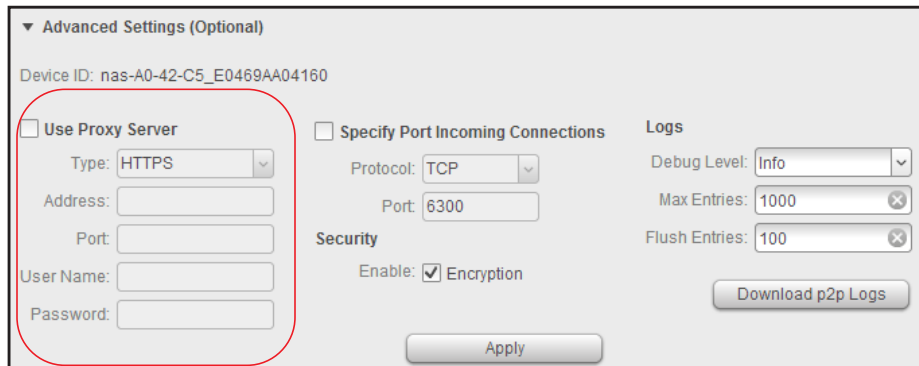 Advanced Settings (Optional)
Device ID: nas-A0-42-C5_E0469AA04160
Use Proxy Server
Type: HTTPS
Address:
Port:
User Name:
Password:
Specify Port Incoming Connections
Protocol: TCP
Port: 6300
Security
Enable: Encryption
Apply
Logs
Debug Level: Info
Max Entries: 1000
Flush Entries: 100
Download p2p Logs